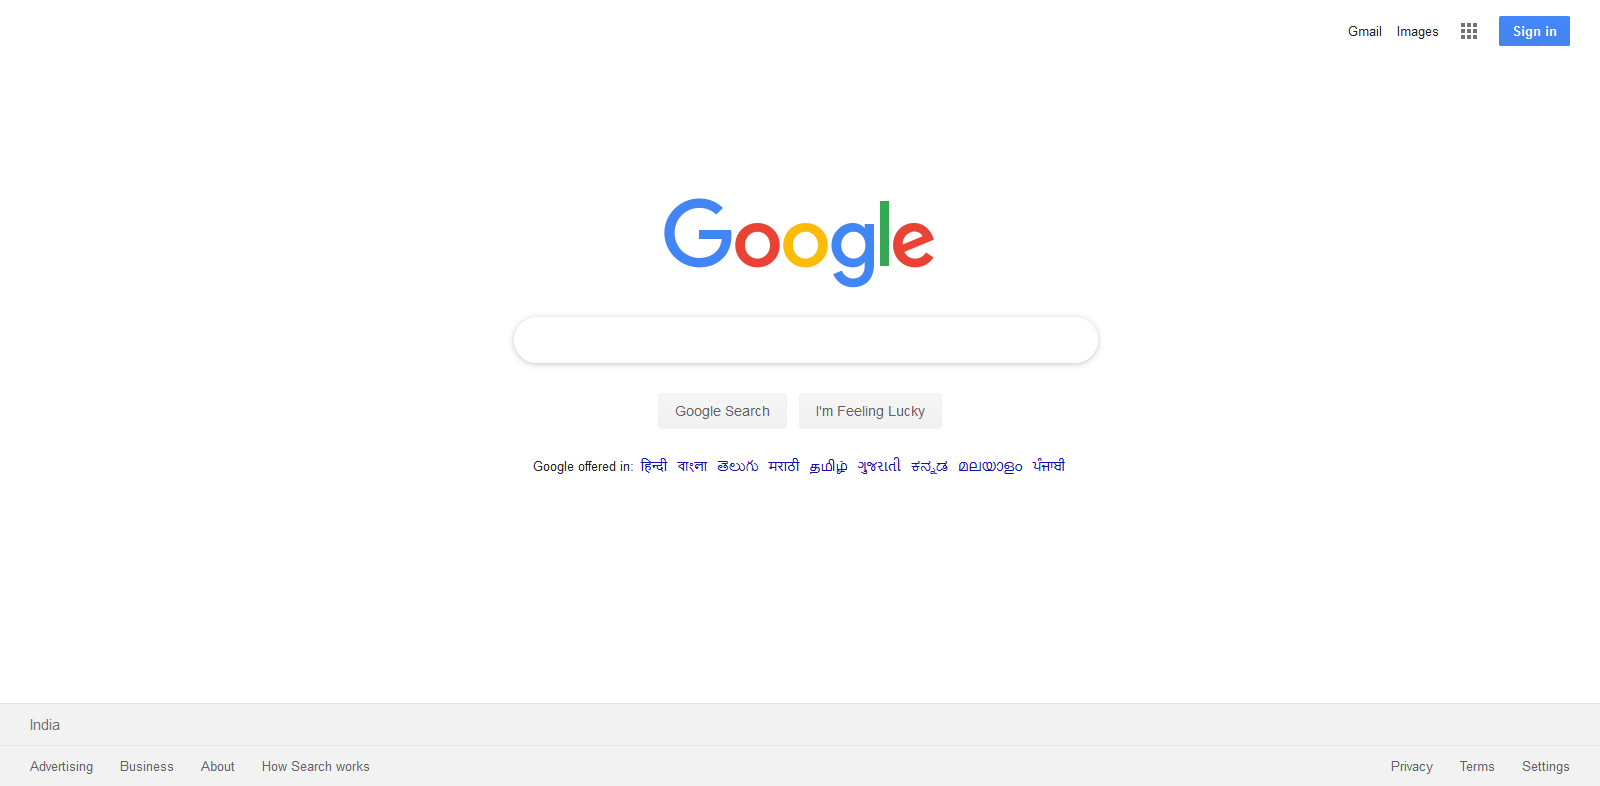 Gmail Images Sign in
Google
Google Search I'm Feeling Lucky
Google offered in: हिन्दी বাংলা తెలుగు मराठी தமிழ் ગુજરાતી ಕನ್ನಡ മലയാളം ਪੰਜਾਬੀ
India
Advertising Business About How Search works Privacy Terms Settings